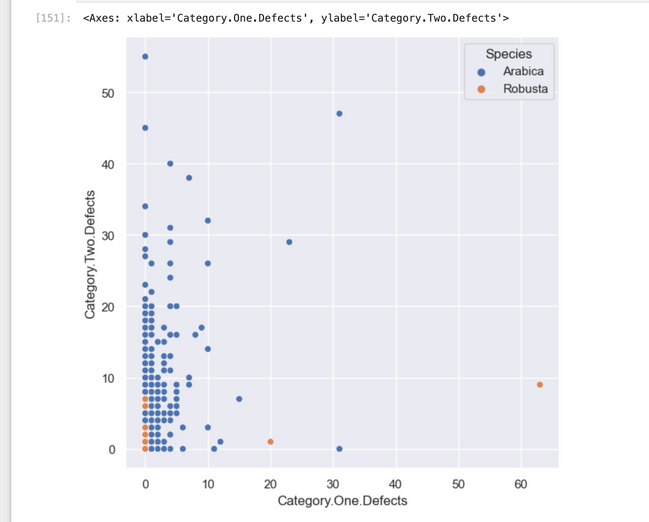 [151]: <Axes: xlabel='Category.One.Defects', ylabel='Category.Two.Defects'>
Species
Arabica
Robusta
50
40
30
20
10
0
Category.Two.Defects
0 10 20 30 40 50 60
Category.One.Defects